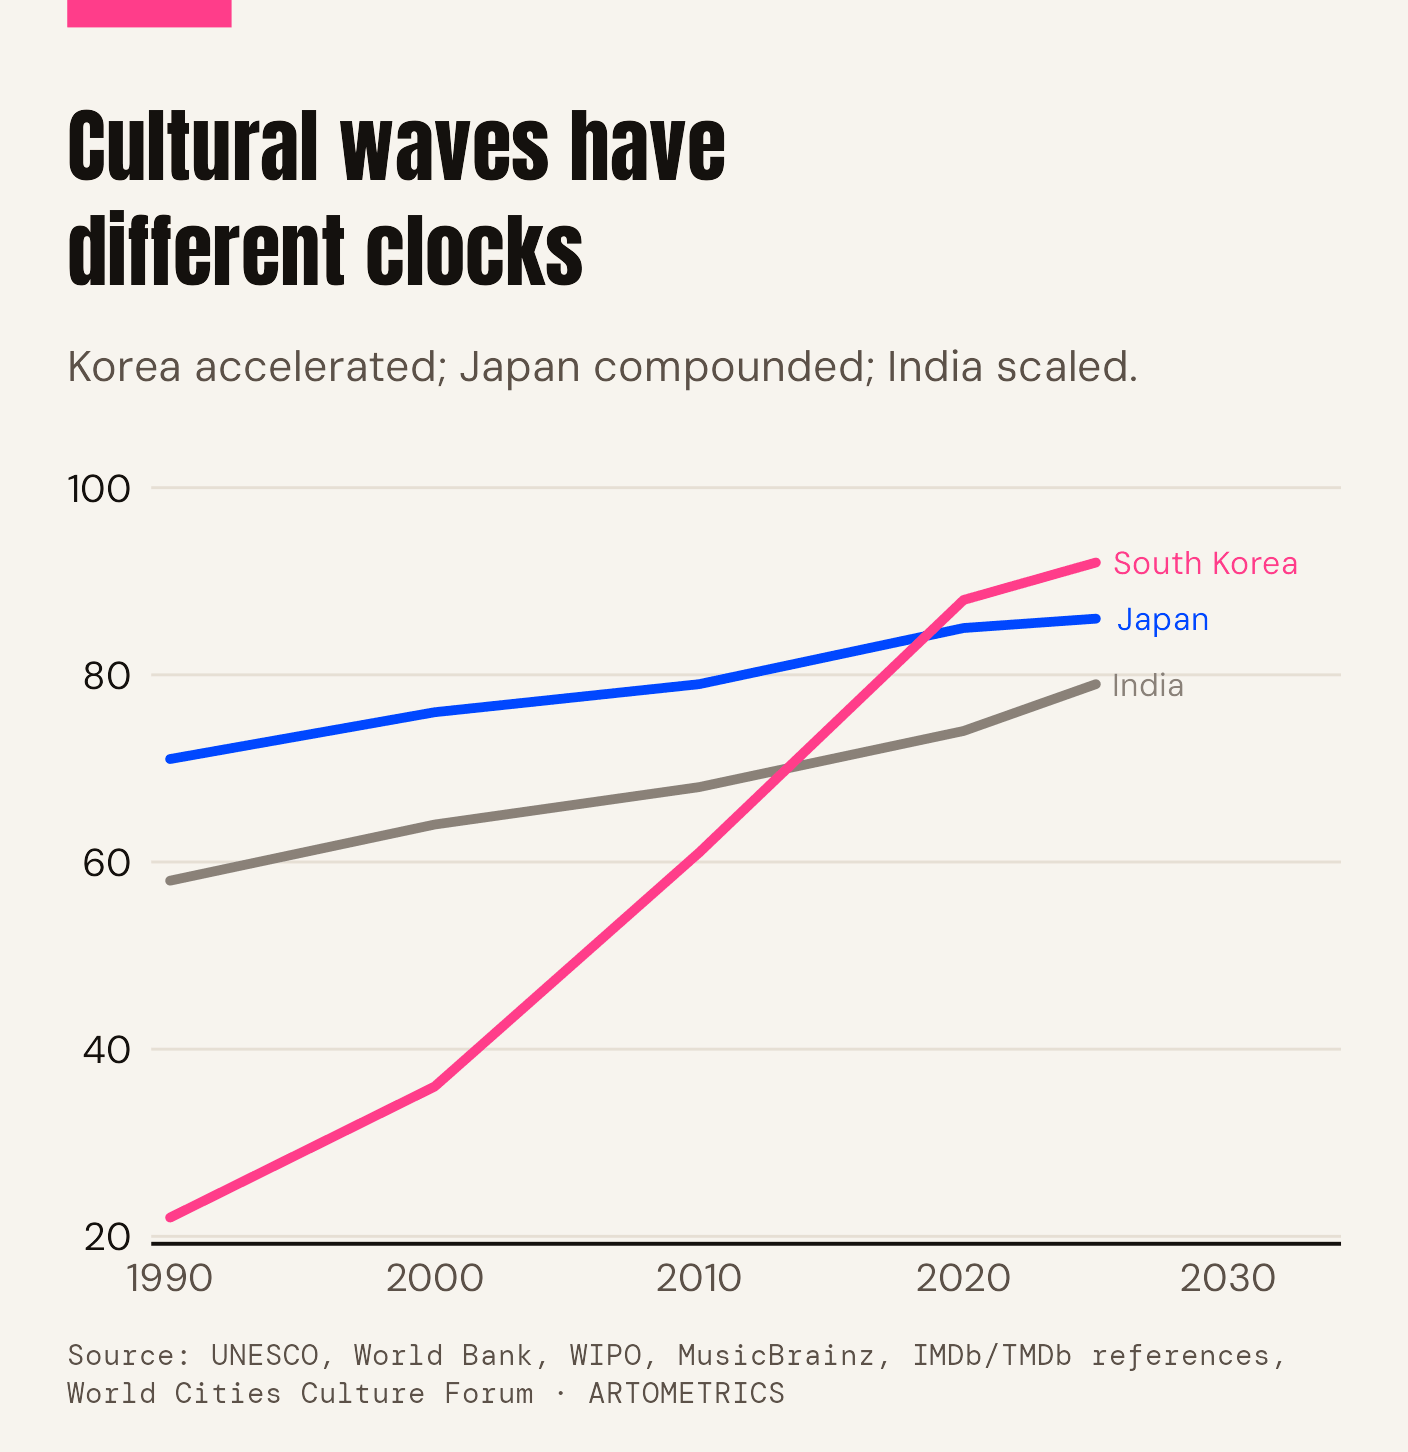 Cultural waves have
different clocks
Korea accelerated; Japan compounded; India scaled.
100
South Korea
Japan
80
India
60
40
20
1990 2000 2010 2020 2030
Source: UNESCO, World Bank, WIPO, MusicBrainz, IMDb/TMDb references,
World Cities Culture Forum · ARTOMETRICS